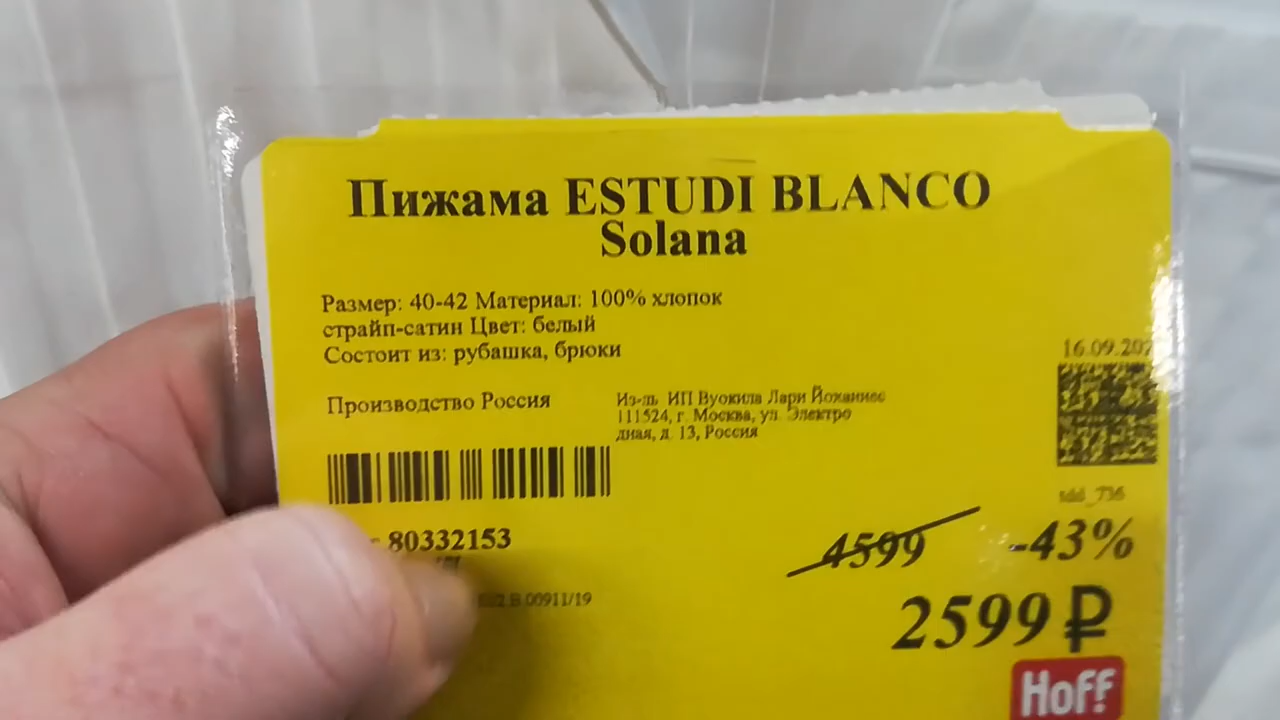 Пижама ESTUDI BLANCO
Solana
Размер: 40-42 Материал: 100% хлопок
страйп-сатин Цвет: белый
Состоит из: рубашка, брюки
16.09.202
Производство Россия
Из-ль ИП Вуокила Лари Йоханнес
111524, г. Москва, ул. Электро
дная, д. 13, Россия
tdd_736
80332153
4599 -43%
В.00911/19
2599 ₽
Hoff